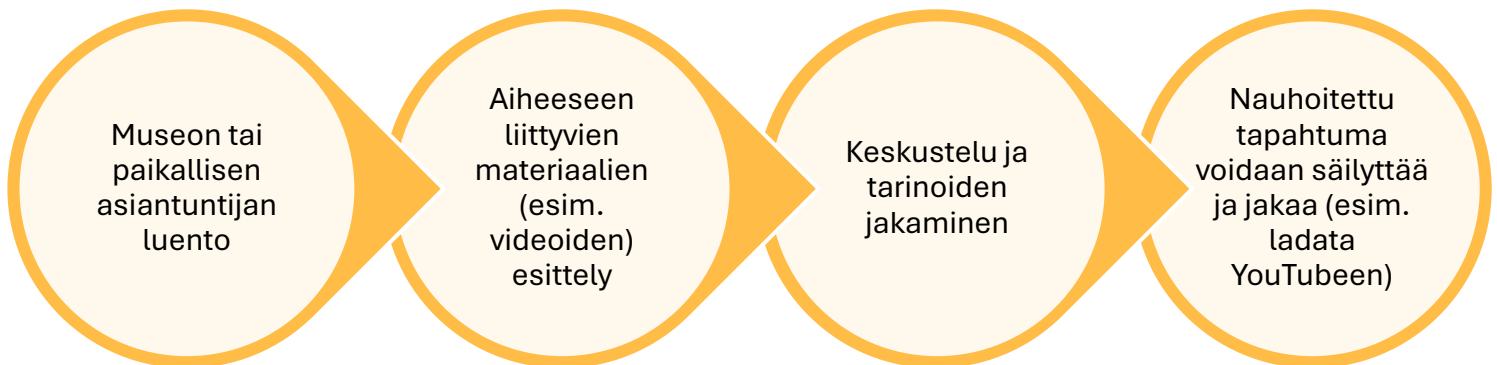 Museon tai
paikallisen
asiantuntijan
luento
Aiheeseen
liittyvien
materiaalien
(esim.
videoiden)
esittely
Keskustelu ja
tarinoiden
jakaminen
Nauhoitettu
tapahtuma
voidaan säilyttää
ja jakaa (esim.
ladata
YouTubeen)